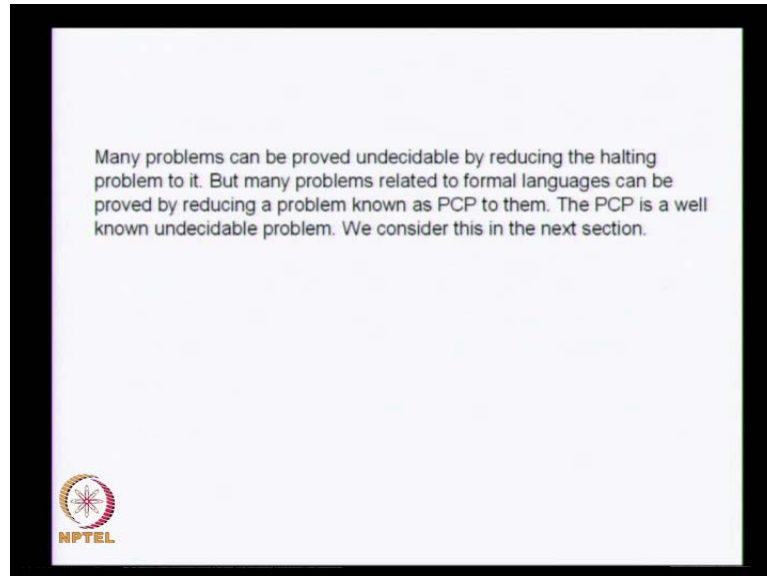 Many problems can be proved undecidable by reducing the halting
problem to it. But many problems related to formal languages can be
proved by reducing a problem known as PCP to them. The PCP is a well
known undecidable problem. We consider this in the next section.
NPTEL